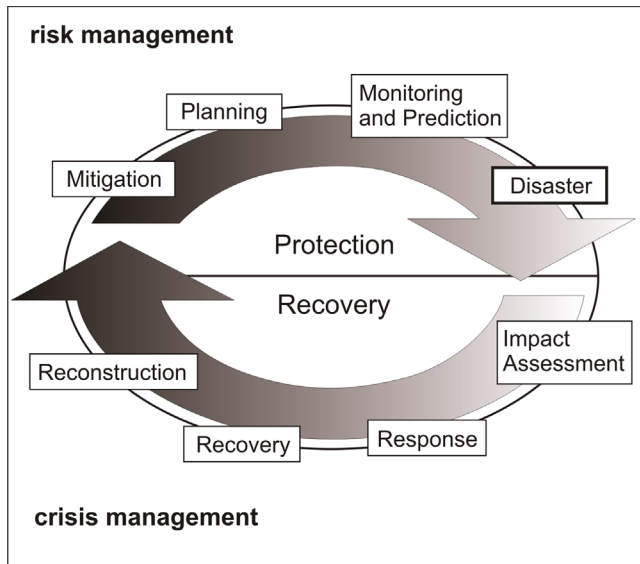 risk management
Planning
Monitoring
and Prediction
Mitigation
Disaster
Protection
Recovery
Impact
Assessment
Reconstruction
Recovery
Response
crisis management